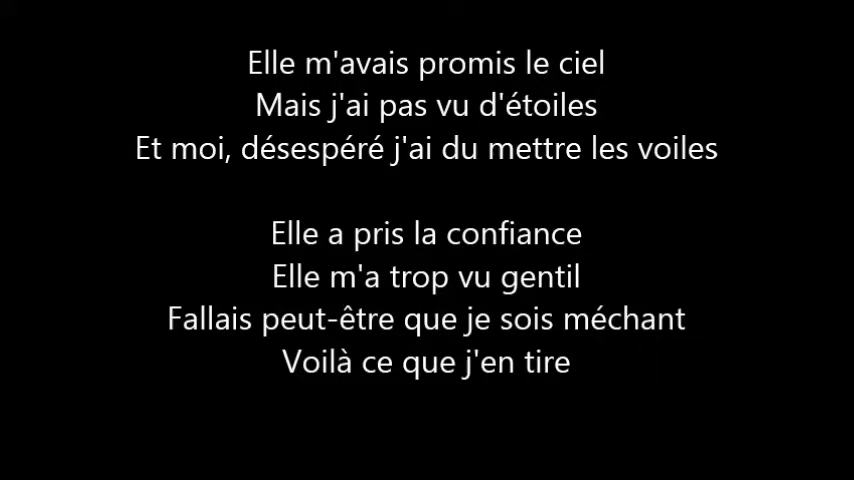 Elle m'avais promis le ciel
Mais j'ai pas vu d'étoiles
Et moi, désespéré j'ai du mettre les voiles
Elle a pris la confiance
Elle m'a trop vu gentil
Fallais peut-être que je sois méchant
Voilà ce que j'en tire